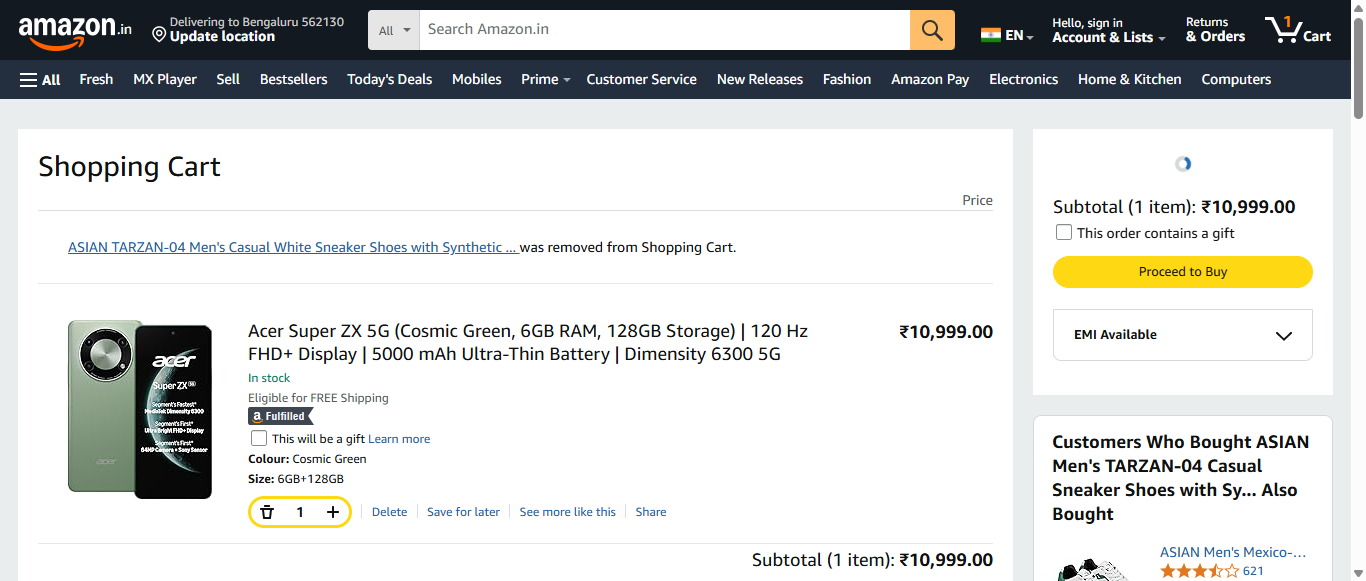 amazon.in
Delivering to Bengaluru 562130
Update location
All
Search Amazon.in
EN
Hello, sign in
Account & Lists
Returns
& Orders
1
Cart
All
Fresh
MX Player
Sell
Bestsellers
Today's Deals
Mobiles
Prime
Customer Service
New Releases
Fashion
Amazon Pay
Electronics
Home & Kitchen
Computers
Shopping Cart
Price
ASIAN TARZAN-04 Men's Casual White Sneaker Shoes with Synthetic ... was removed from Shopping Cart.
acer
acer
Super ZX 5G
Segment's Fastest*
MediaTek Dimensity 6300
Segment's First*
Ultra Bright FHD+ Display
Segment's First*
64MP Camera + Sony Sensor
Acer Super ZX 5G (Cosmic Green, 6GB RAM, 128GB Storage) | 120 Hz
FHD+ Display | 5000 mAh Ultra-Thin Battery | Dimensity 6300 5G
₹10,999.00
In stock
Eligible for FREE Shipping
a Fulfilled
This will be a gift Learn more
Colour: Cosmic Green
Size: 6GB+128GB
1
Delete
Save for later
See more like this
Share
Subtotal (1 item): ₹10,999.00
Subtotal (1 item): ₹10,999.00
This order contains a gift
Proceed to Buy
EMI Available
Customers Who Bought ASIAN
Men's TARZAN-04 Casual
Sneaker Shoes with Sy... Also
Bought
ASIAN Men's Mexico-...
621